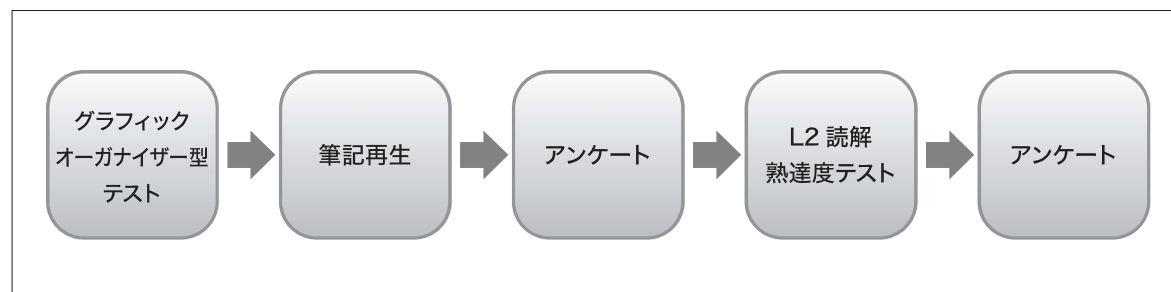 グラフィック
オーガナイザー型
テスト
筆記再生
アンケート
L2 読解
熟達度テスト
アンケート